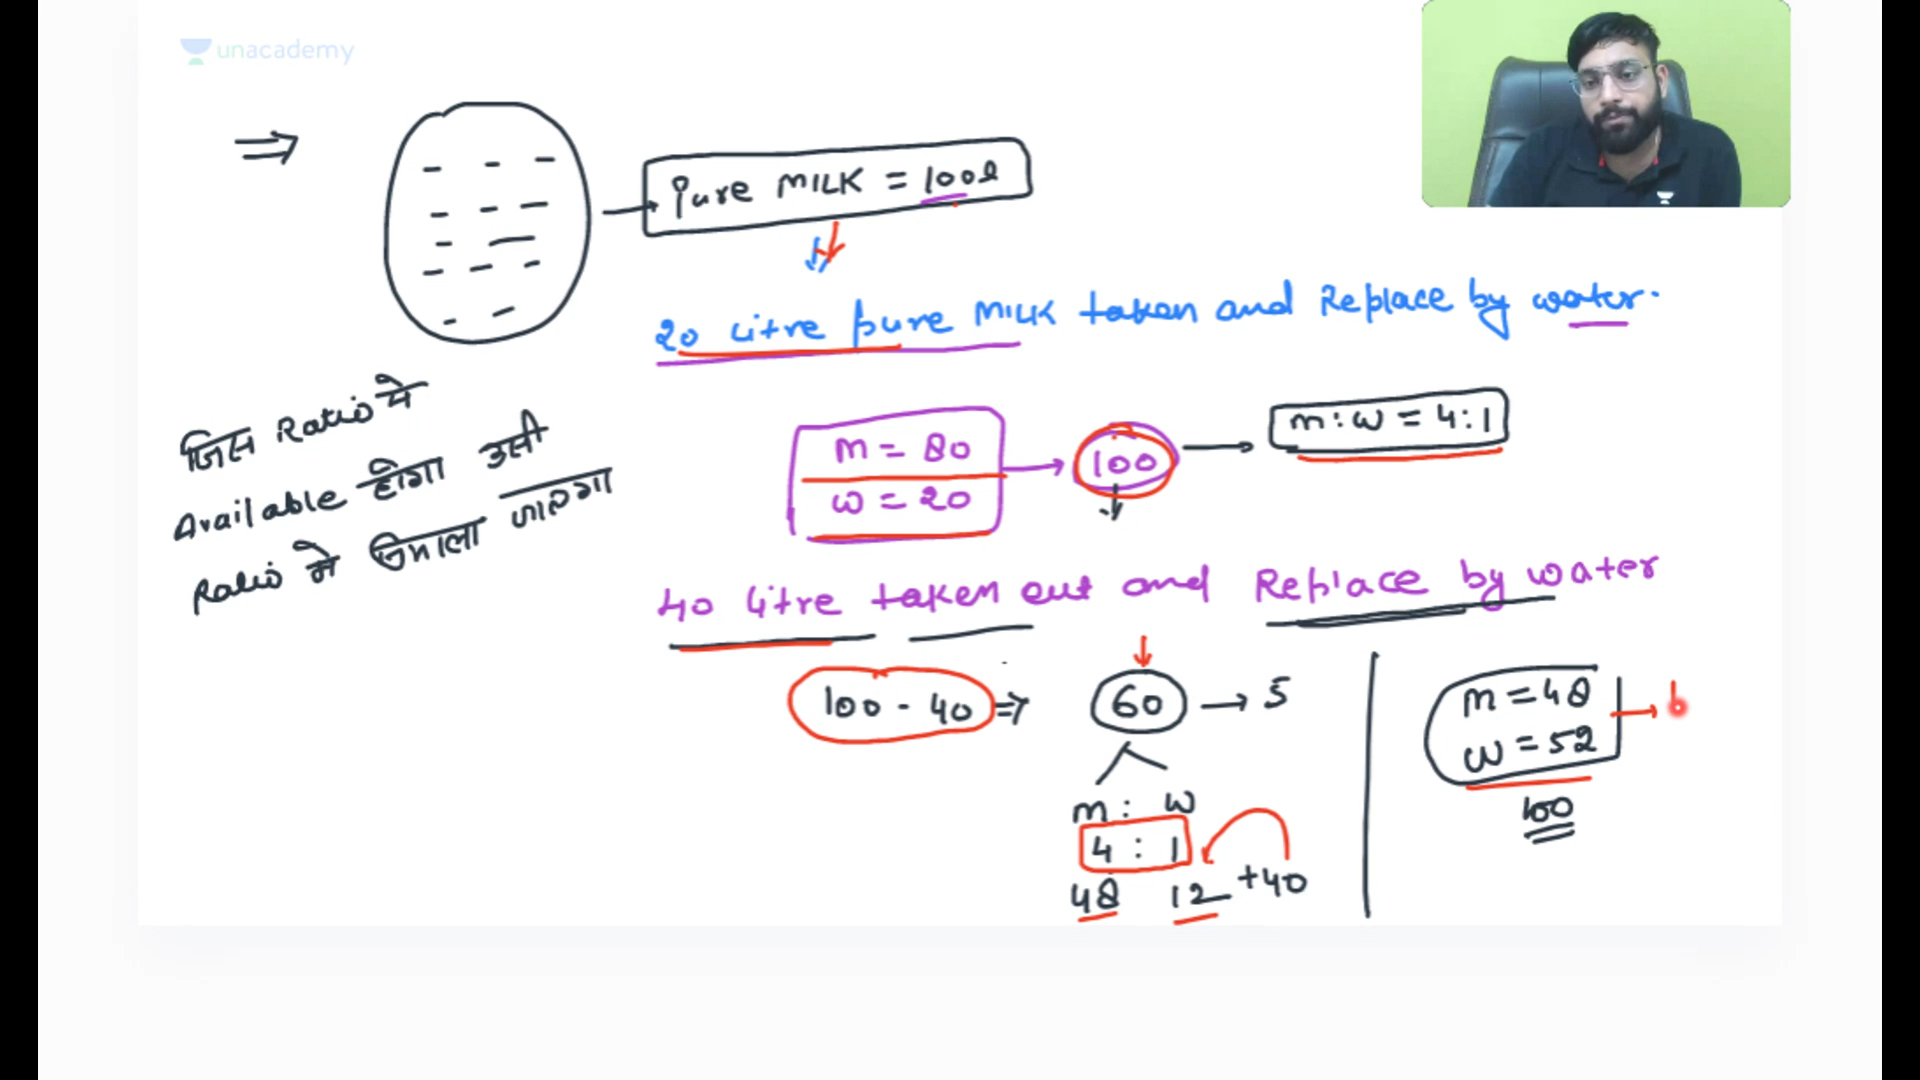 unacademy
Pure MILK = 100l
20 Litre pure MILK taken and Replace by water.
m = 80
w = 20
100
m : w = 4 : 1
जिस Ratio में
Available होगा उसी
Ratio में निकाला जाएगा
40 Litre taken out and Replace by water
100 - 40 ⇒ 60 → 5
m : w
4 : 1
48 12 +40
m = 48
w = 52
100